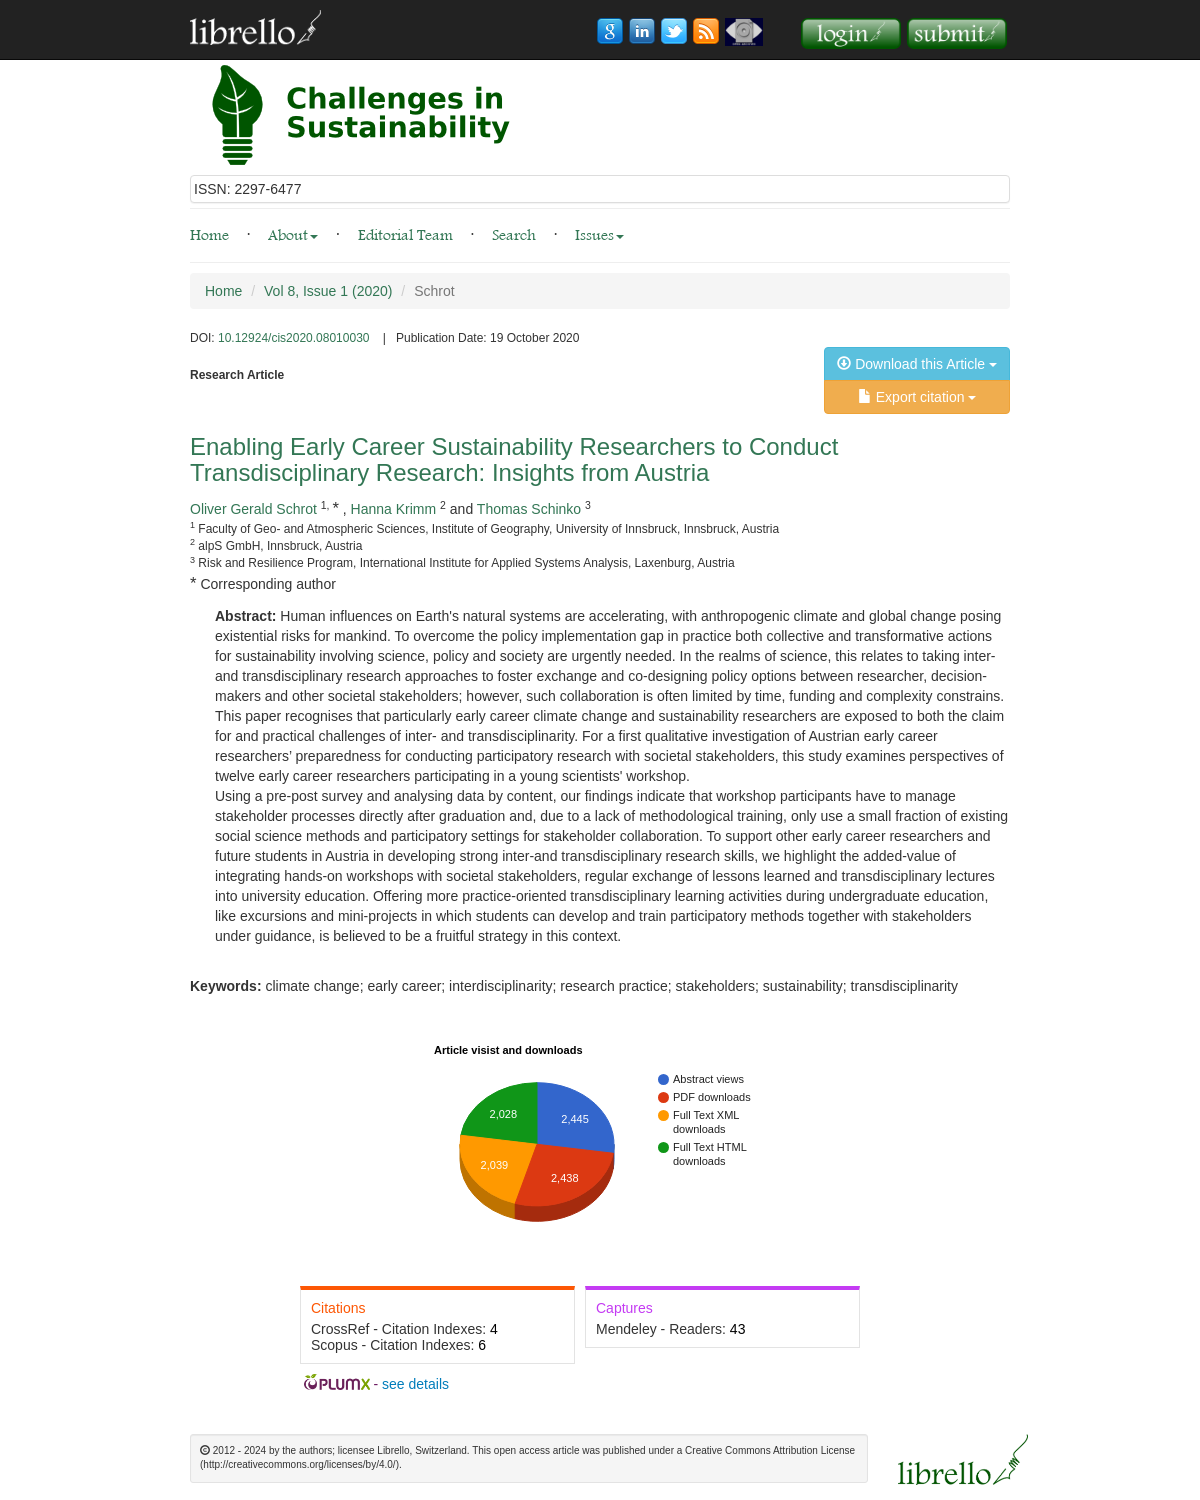 librello
login submit
Challenges in
Sustainability
ISSN: 2297-6477
Home · About · Editorial Team · Search · Issues
Home / Vol 8, Issue 1 (2020) / Schrot
DOI: 10.12924/cis2020.08010030 | Publication Date: 19 October 2020
Download this Article
Research Article
Export citation
Enabling Early Career Sustainability Researchers to Conduct
Transdisciplinary Research: Insights from Austria
Oliver Gerald Schrot 1, * , Hanna Krimm 2 and Thomas Schinko 3
1 Faculty of Geo- and Atmospheric Sciences, Institute of Geography, University of Innsbruck, Innsbruck, Austria
2 alpS GmbH, Innsbruck, Austria
3 Risk and Resilience Program, International Institute for Applied Systems Analysis, Laxenburg, Austria
* Corresponding author
Abstract: Human influences on Earth's natural systems are accelerating, with anthropogenic climate and global change posing
existential risks for mankind. To overcome the policy implementation gap in practice both collective and transformative actions
for sustainability involving science, policy and society are urgently needed. In the realms of science, this relates to taking inter-
and transdisciplinary research approaches to foster exchange and co-designing policy options between researcher, decision-
makers and other societal stakeholders; however, such collaboration is often limited by time, funding and complexity constrains.
This paper recognises that particularly early career climate change and sustainability researchers are exposed to both the claim
for and practical challenges of inter- and transdisciplinarity. For a first qualitative investigation of Austrian early career
researchers’ preparedness for conducting participatory research with societal stakeholders, this study examines perspectives of
twelve early career researchers participating in a young scientists' workshop.
Using a pre-post survey and analysing data by content, our findings indicate that workshop participants have to manage
stakeholder processes directly after graduation and, due to a lack of methodological training, only use a small fraction of existing
social science methods and participatory settings for stakeholder collaboration. To support other early career researchers and
future students in Austria in developing strong inter-and transdisciplinary research skills, we highlight the added-value of
integrating hands-on workshops with societal stakeholders, regular exchange of lessons learned and transdisciplinary lectures
into university education. Offering more practice-oriented transdisciplinary learning activities during undergraduate education,
like excursions and mini-projects in which students can develop and train participatory methods together with stakeholders
under guidance, is believed to be a fruitful strategy in this context.
Keywords: climate change; early career; interdisciplinarity; research practice; stakeholders; sustainability; transdisciplinarity
Article visist and downloads
2,028
2,445
2,039
2,438
Abstract views
PDF downloads
Full Text XML
downloads
Full Text HTML
downloads
Citations
CrossRef - Citation Indexes: 4
Scopus - Citation Indexes: 6
Captures
Mendeley - Readers: 43
PLUMX - see details
© 2012 - 2024 by the authors; licensee Librello, Switzerland. This open access article was published under a Creative Commons Attribution License
(http://creativecommons.org/licenses/by/4.0/).
librello